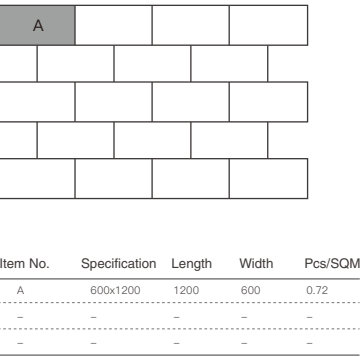 A
Item No. Specification Length Width Pcs/SQM
A 600x1200 1200 600 0.72
– – – – –
– – – – –